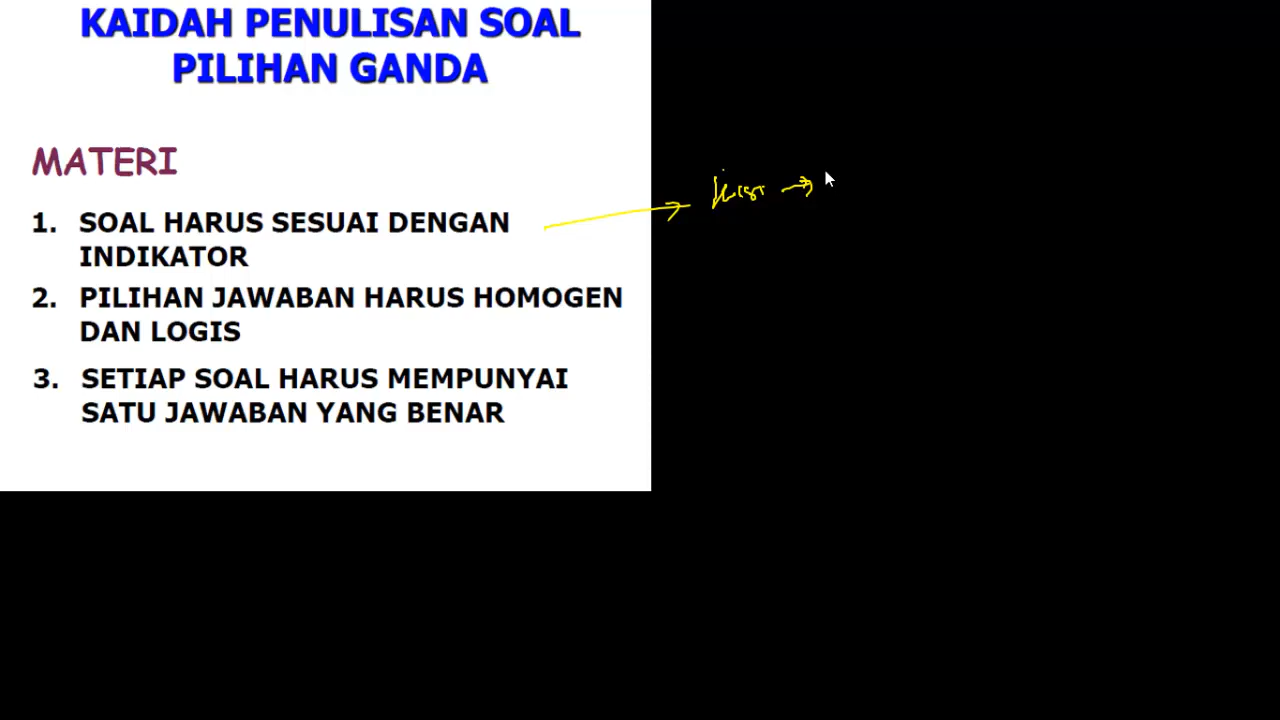 KAIDAH PENULISAN SOAL
PILIHAN GANDA
MATERI
1. SOAL HARUS SESUAI DENGAN
INDIKATOR
2. PILIHAN JAWABAN HARUS HOMOGEN
DAN LOGIS
3. SETIAP SOAL HARUS MEMPUNYAI
SATU JAWABAN YANG BENAR